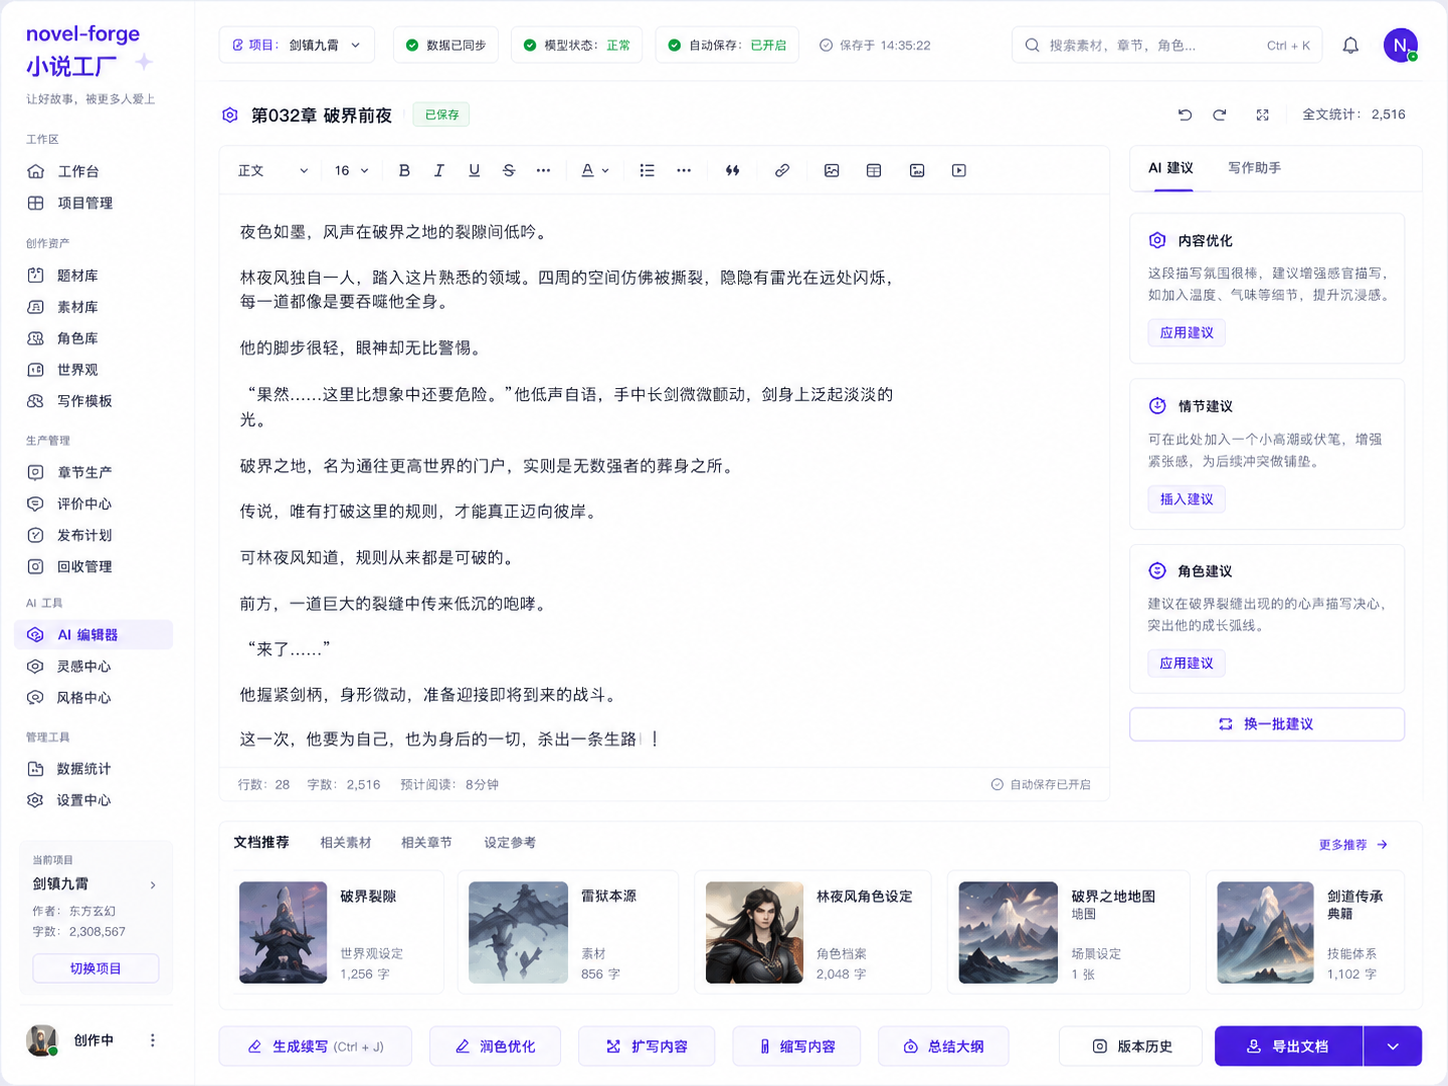 novel-forge
小说工厂
让好故事，被更多人爱上
工作区
工作台
项目管理
创作资产
题材库
素材库
角色库
世界观
写作模板
生产管理
章节生产
评价中心
发布计划
回收管理
AI 工具
AI 编辑器
灵感中心
风格中心
管理工具
数据统计
设置中心
当前项目
剑镇九霄
作者： 东方玄幻
字数： 2,308,567
切换项目
创作中
项目： 剑镇九霄
数据已同步
模型状态： 正常
自动保存： 已开启
保存于 14:35:22
搜索素材，章节，角色... Ctrl + K
N
第032章 破界前夜 已保存
全文统计： 2,516
正文 16 B I U S A
夜色如墨，风声在破界之地的裂隙间低吟。
林夜风独自一人，踏入这片熟悉的领域。四周的空间仿佛被撕裂，隐隐有雷光在远处闪烁，
每一道都像是要吞噬他全身。
他的脚步很轻，眼神却无比警惕。
“果然......这里比想象中还要危险。”他低声自语，手中长剑微微颤动，剑身上泛起淡淡的
光。
破界之地，名为通往更高世界的门户，实则是无数强者的葬身之所。
传说，唯有打破这里的规则，才能真正迈向彼岸。
可林夜风知道，规则从来都是可破的。
前方，一道巨大的裂缝中传来低沉的咆哮。
“来了......”
他握紧剑柄，身形微动，准备迎接即将到来的战斗。
这一次，他要为自己，也为身后的一切，杀出一条生路
行数： 28 字数： 2,516 预计阅读： 8分钟
自动保存已开启
AI 建议 写作助手
内容优化
这段描写氛围很棒，建议增强感官描写，
如加入温度、气味等细节，提升沉浸感。
应用建议
情节建议
可在此处加入一个小高潮或伏笔，增强
紧张感，为后续冲突做铺垫。
插入建议
角色建议
建议在破界裂缝出现的的心声描写决心，
突出他的成长弧线。
应用建议
换一批建议
文档推荐 相关素材 相关章节 设定参考
更多推荐
破界裂隙
世界观设定
1,256 字
雷狱本源
素材
856 字
林夜风角色设定
角色档案
2,048 字
破界之地地图
地图
场景设定
1 张
剑道传承
典籍
技能体系
1,102 字
生成续写 (Ctrl + J)
润色优化
扩写内容
缩写内容
总结大纲
版本历史
导出文档